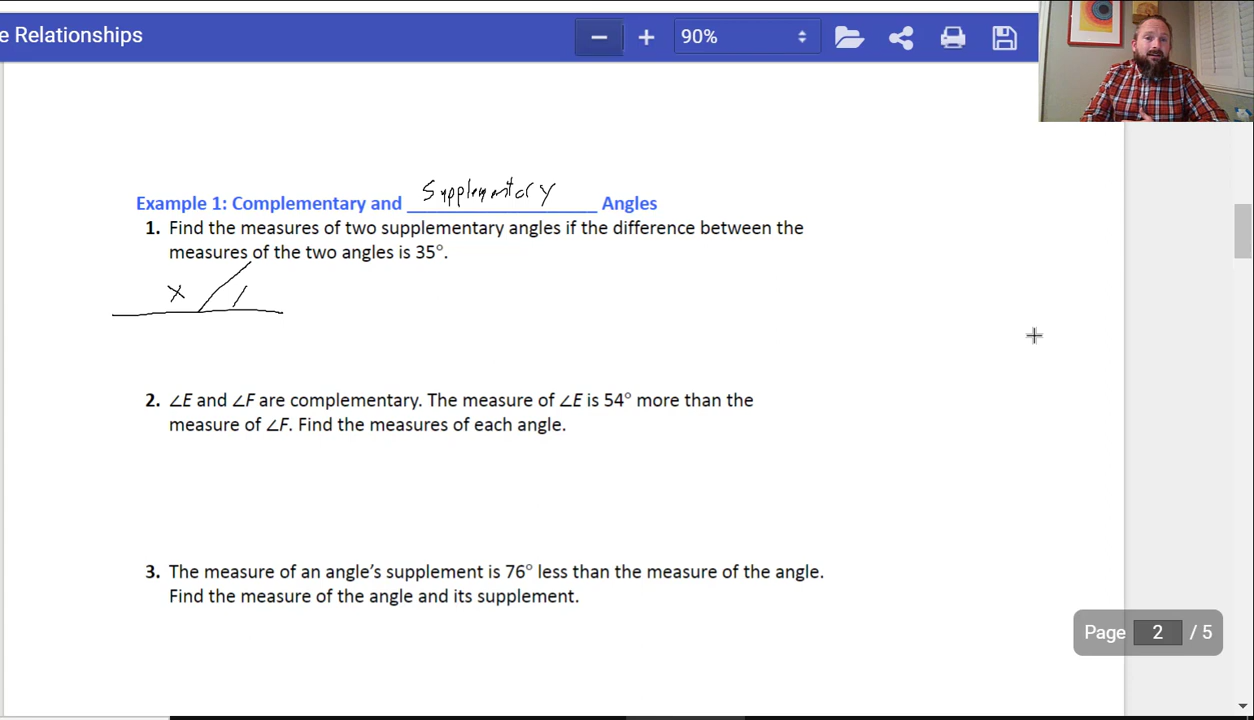 e Relationships
90%
Supplementary
Example 1: Complementary and ____________________ Angles
1. Find the measures of two supplementary angles if the difference between the
measures of the two angles is 35°.
x
2. ∠E and ∠F are complementary. The measure of ∠E is 54° more than the
measure of ∠F. Find the measures of each angle.
3. The measure of an angle’s supplement is 76° less than the measure of the angle.
Find the measure of the angle and its supplement.
Page 2 / 5